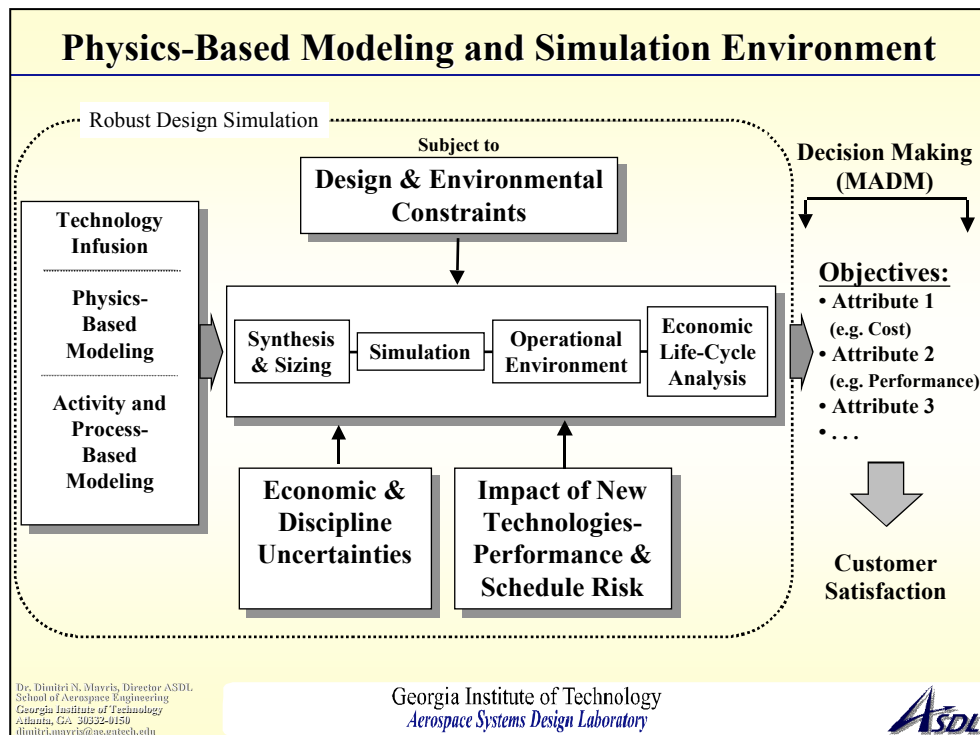 Physics-Based Modeling and Simulation Environment
Robust Design Simulation
Subject to
Design & Environmental
Constraints
Decision Making
(MADM)
Technology
Infusion
Physics-
Based
Modeling
Activity and
Process-
Based
Modeling
Synthesis
& Sizing
Simulation
Operational
Environment
Economic
Life-Cycle
Analysis
Objectives:
• Attribute 1
(e.g. Cost)
• Attribute 2
(e.g. Performance)
• Attribute 3
• . . .
Economic &
Discipline
Uncertainties
Impact of New
Technologies-
Performance &
Schedule Risk
Customer
Satisfaction
Dr. Dimitri N. Mavris, Director ASDL
School of Aerospace Engineering
Georgia Institute of Technology
Atlanta, GA 30332-0150
dimitri.mavris@ae.gatech.edu
Georgia Institute of Technology
Aerospace Systems Design Laboratory
ASDL